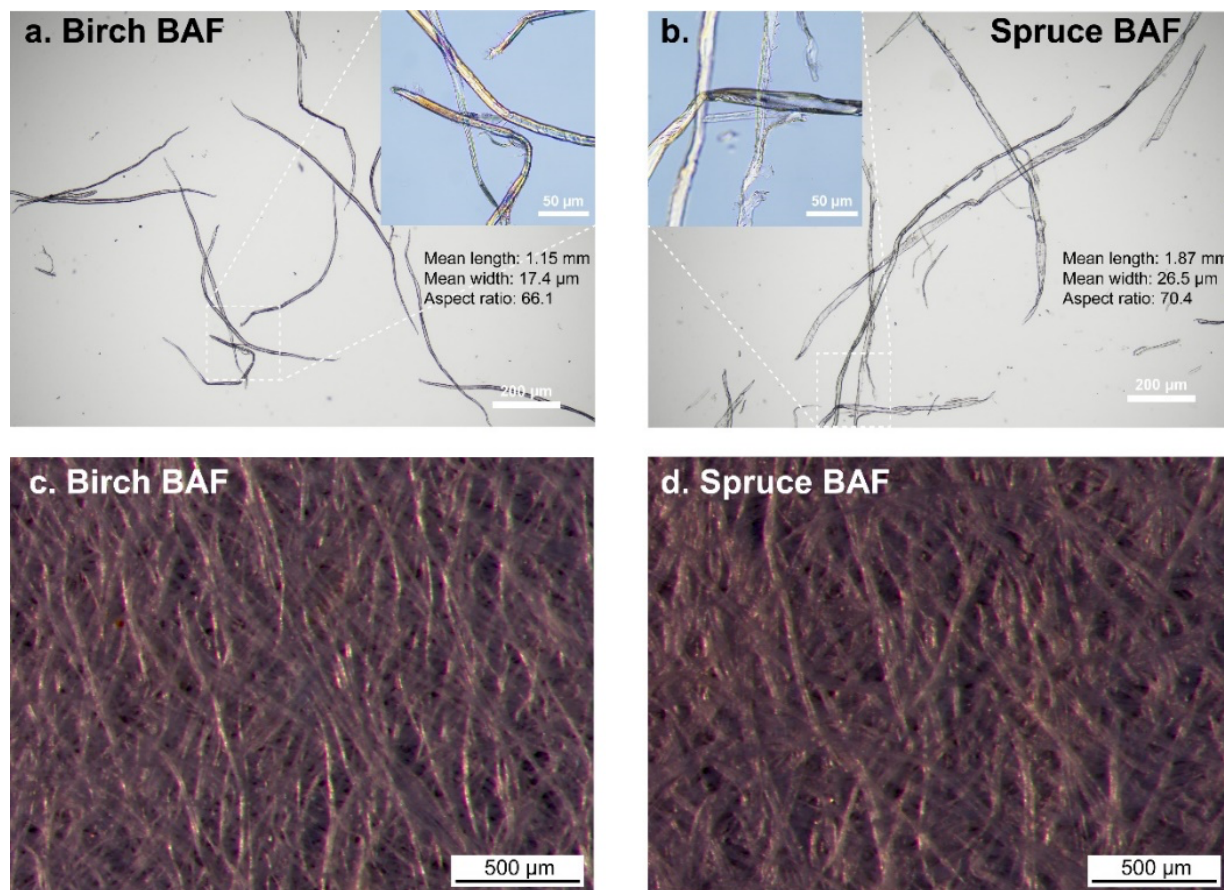 a. Birch BAF
50 µm
Mean length: 1.15 mm
Mean width: 17.4 µm
Aspect ratio: 66.1
200 µm
b.
Spruce BAF
50 µm
Mean length: 1.87 mm
Mean width: 26.5 µm
Aspect ratio: 70.4
200 µm
c. Birch BAF
500 µm
d. Spruce BAF
500 µm